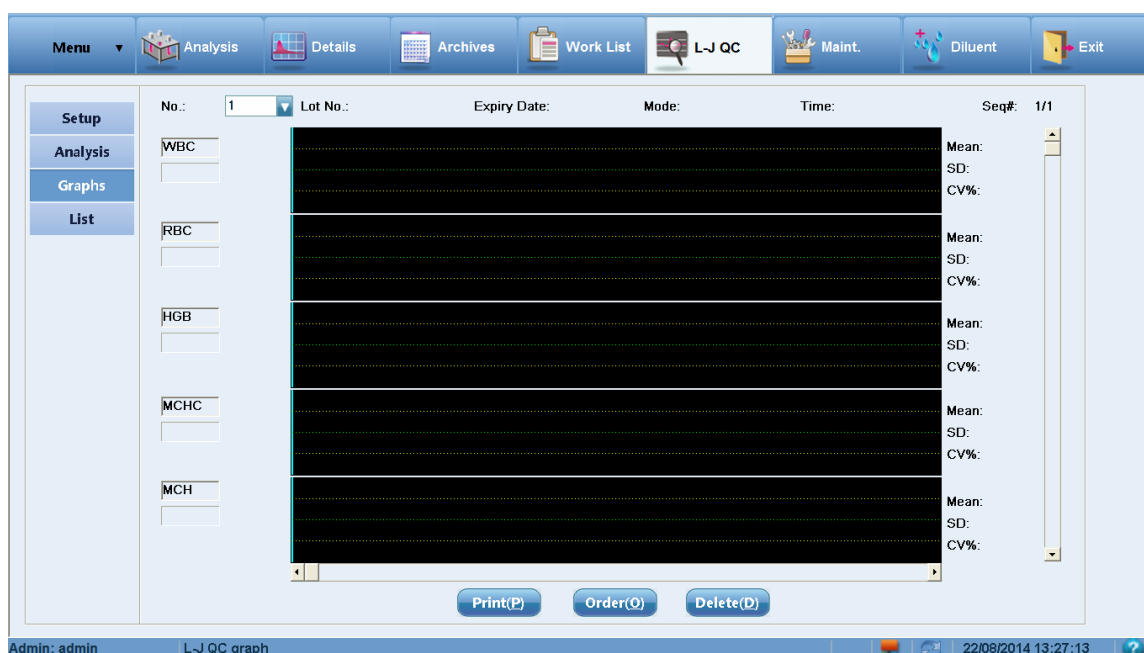 Menu ▼ Analysis Details Archives Work List L-J QC Maint. Diluent Exit
No.: 1 Lot No.: Expiry Date: Mode: Time: Seq#: 1/1
Setup
Analysis
Graphs
List
WBC
Mean:
SD:
CV%:
RBC
Mean:
SD:
CV%:
HGB
Mean:
SD:
CV%:
MCHC
Mean:
SD:
CV%:
MCH
Mean:
SD:
CV%:
Print(P) Order(O) Delete(D)
Admin: admin L-J QC graph 22/08/2014 13:27:13 ?